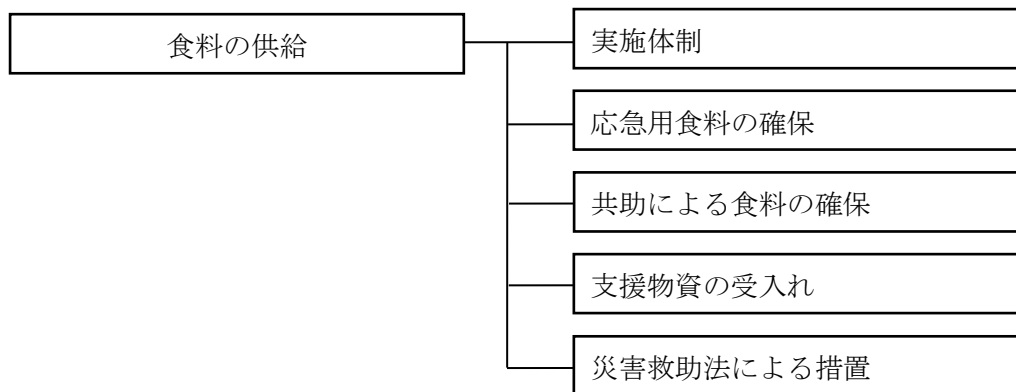 食料の供給
実施体制
応急用食料の確保
共助による食料の確保
支援物資の受入れ
災害救助法による措置